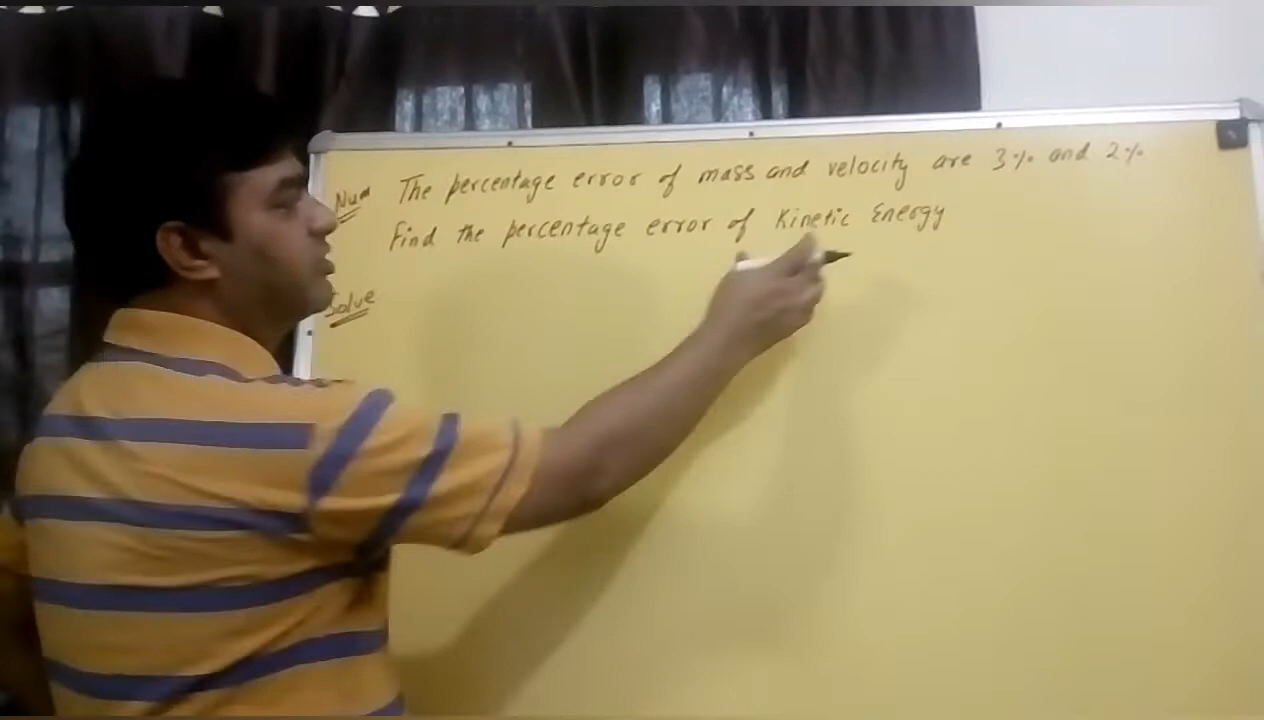 Num The percentage error of mass and velocity are 3% and 2%
Find the percentage error of Kinetic Energy
Solve